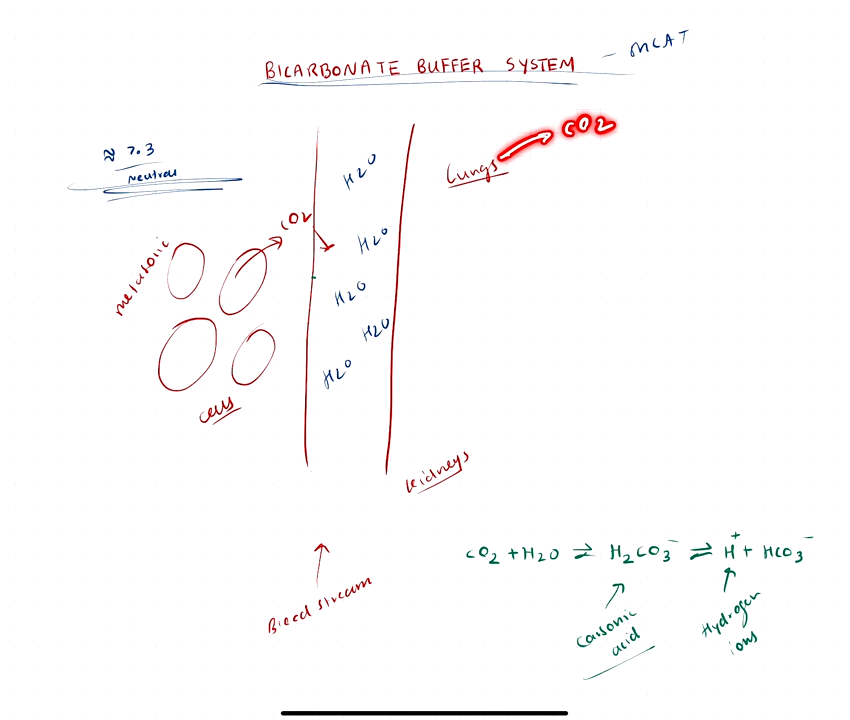 BICARBONATE BUFFER SYSTEM - MCAT
≈ 7.3
neutral
H2O
Lungs → CO2
CO2
H2O
metabolic
H2O
H2O
H2O
cells
kidneys
CO2 + H2O ⇌ H2CO3⁻ ⇌ H⁺ + HCO3⁻
Blood stream
Carbonic
acid
Hydrogen
ions